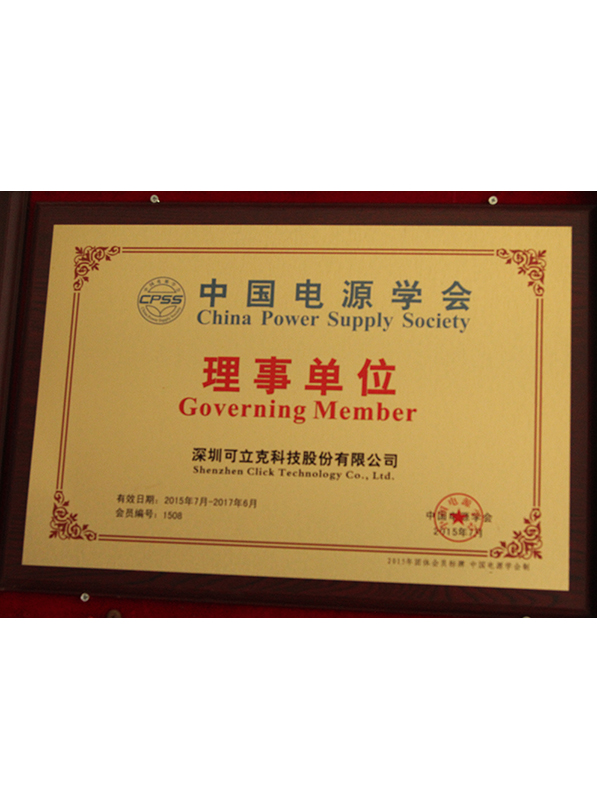 CPSS
中国电源学会
China Power Supply Society
理事单位
Governing Member
深圳可立克科技股份有限公司
Shenzhen Click Technology Co., Ltd.
有效日期：2015年7月-2017年6月
会员编号：1508
中国电源学会
2015年7月
2015年团体会员标牌 中国电源学会制